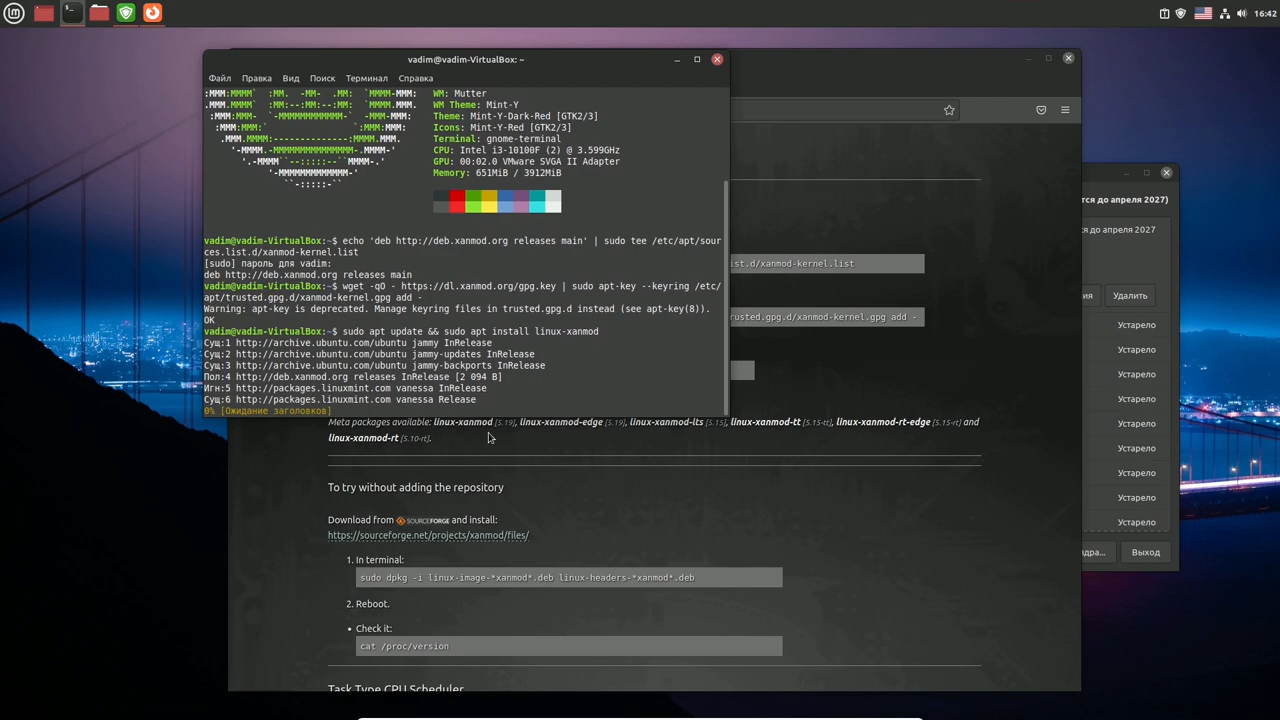 16:42
vadim@vadim-VirtualBox: ~
Файл Правка Вид Поиск Терминал Справка
WM: Mutter
WM Theme: Mint-Y
Theme: Mint-Y-Dark-Red [GTK2/3]
Icons: Mint-Y-Red [GTK2/3]
Terminal: gnome-terminal
CPU: Intel i3-10100F (2) @ 3.599GHz
GPU: 00:02.0 VMware SVGA II Adapter
Memory: 651MiB / 3912MiB
vadim@vadim-VirtualBox:~$ echo 'deb http://deb.xanmod.org releases main' | sudo tee /etc/apt/sour
ces.list.d/xanmod-kernel.list
[sudo] пароль для vadim:
deb http://deb.xanmod.org releases main
vadim@vadim-VirtualBox:~$ wget -qO - https://dl.xanmod.org/gpg.key | sudo apt-key --keyring /etc/
apt/trusted.gpg.d/xanmod-kernel.gpg add -
Warning: apt-key is deprecated. Manage keyring files in trusted.gpg.d instead (see apt-key(8)).
OK
vadim@vadim-VirtualBox:~$ sudo apt update && sudo apt install linux-xanmod
Сущ:1 http://archive.ubuntu.com/ubuntu jammy InRelease
Сущ:2 http://archive.ubuntu.com/ubuntu jammy-updates InRelease
Сущ:3 http://archive.ubuntu.com/ubuntu jammy-backports InRelease
Пол:4 http://deb.xanmod.org releases InRelease [2 094 B]
Игн:5 http://packages.linuxmint.com vanessa InRelease
Сущ:6 http://packages.linuxmint.com vanessa Release
0% [Ожидание заголовков]
ist.d/xanmod-kernel.list
rusted.gpg.d/xanmod-kernel.gpg add -
Meta packages available: linux-xanmod [5.19], linux-xanmod-edge [5.19], linux-xanmod-lts [5.15], linux-xanmod-tt [5.15-tt], linux-xanmod-rt-edge [5.15-rt] and
linux-xanmod-rt [5.10-rt].
To try without adding the repository
Download from SOURCEFORGE and install:
https://sourceforge.net/projects/xanmod/files/
1. In terminal:
sudo dpkg -i linux-image-*xanmod*.deb linux-headers-*xanmod*.deb
2. Reboot.
• Check it:
cat /proc/version
Task Type CPU Scheduler
тся до апреля 2027)
тся до апреля 2027
ия Удалить
Устарело
Устарело
Устарело
Устарело
Устарело
Устарело
Устарело
Устарело
Устарело
дра... Выход